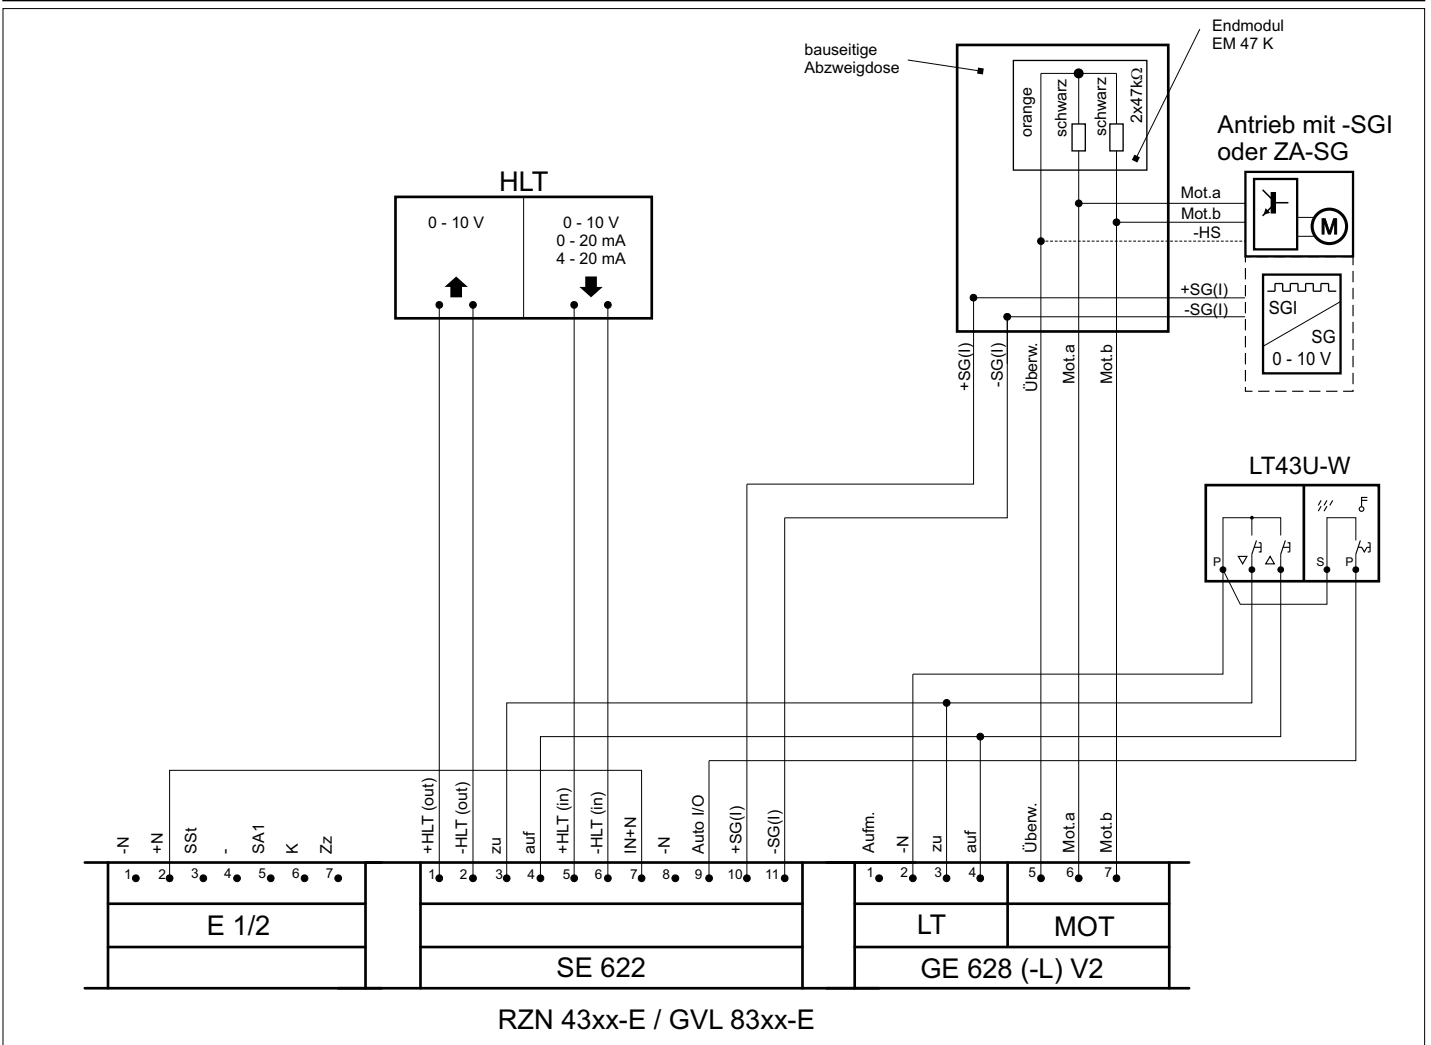 Endmodul
EM 47 K
bauseitige
Abzweigdose
orange
schwarz
schwarz
2x47kΩ
Antrieb mit -SGI
oder ZA-SG
Mot.a
Mot.b
-HS
M
+SG(I)
-SG(I)
SGI
SG
0 - 10 V
HLT
0 - 10 V
0 - 10 V
0 - 20 mA
4 - 20 mA
+SG(I)
-SG(I)
Überw.
Mot.a
Mot.b
LT43U-W
P
S
P
-N
+N
SSt
-
SA1
K
Zz
+HLT (out)
-HLT (out)
zu
auf
+HLT (in)
-HLT (in)
IN+N
-N
Auto I/O
+SG(I)
-SG(I)
Aufm.
-N
zu
auf
Überw.
Mot.a
Mot.b
1 2 3 4 5 6 7
1 2 3 4 5 6 7 8 9 10 11
1 2 3 4 5 6 7
E 1/2
LT
MOT
SE 622
GE 628 (-L) V2
RZN 43xx-E / GVL 83xx-E